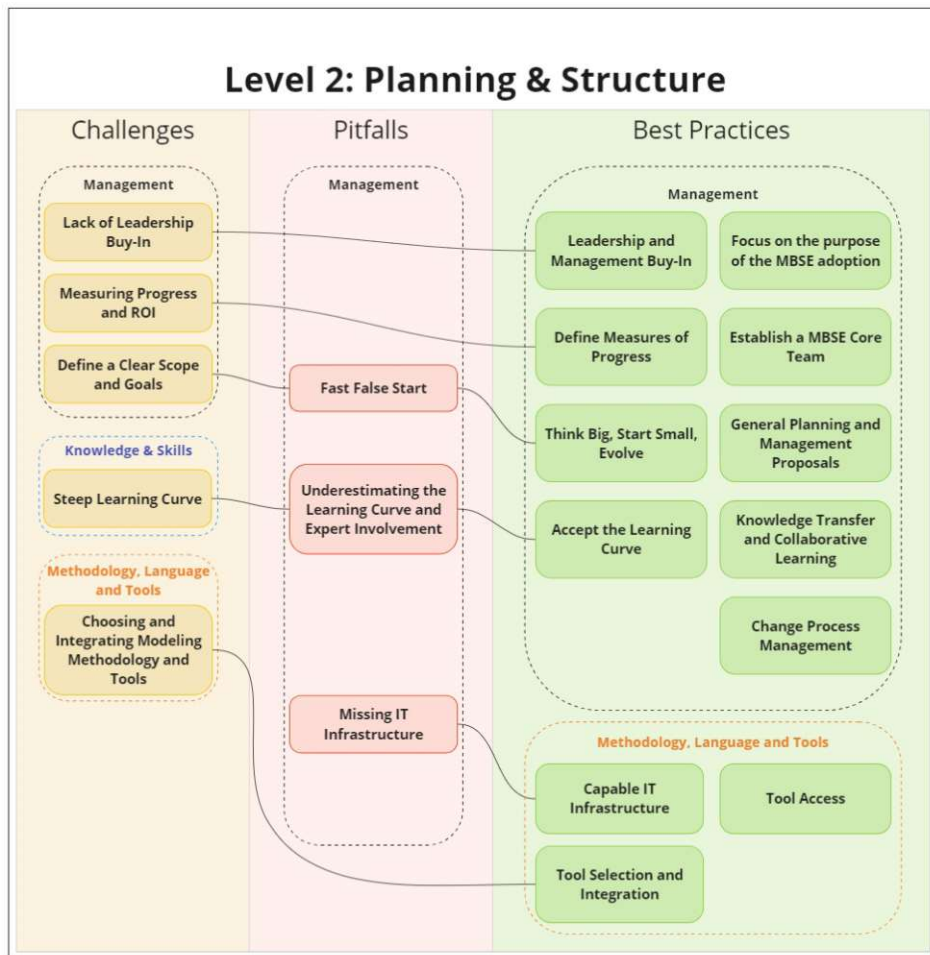 Level 2: Planning & Structure
Challenges
Management
Lack of Leadership
Buy-In
Measuring Progress
and ROI
Define a Clear Scope
and Goals
Knowledge & Skills
Steep Learning Curve
Methodology, Language
and Tools
Choosing and
Integrating Modeling
Methodology and
Tools
Pitfalls
Management
Fast False Start
Underestimating the
Learning Curve and
Expert Involvement
Missing IT
Infrastructure
Best Practices
Management
Leadership and
Management Buy-In
Focus on the purpose
of the MBSE adoption
Define Measures of
Progress
Establish a MBSE Core
Team
Think Big, Start Small,
Evolve
General Planning and
Management
Proposals
Accept the Learning
Curve
Knowledge Transfer
and Collaborative
Learning
Change Process
Management
Methodology, Language and Tools
Capable IT
Infrastructure
Tool Access
Tool Selection and
Integration